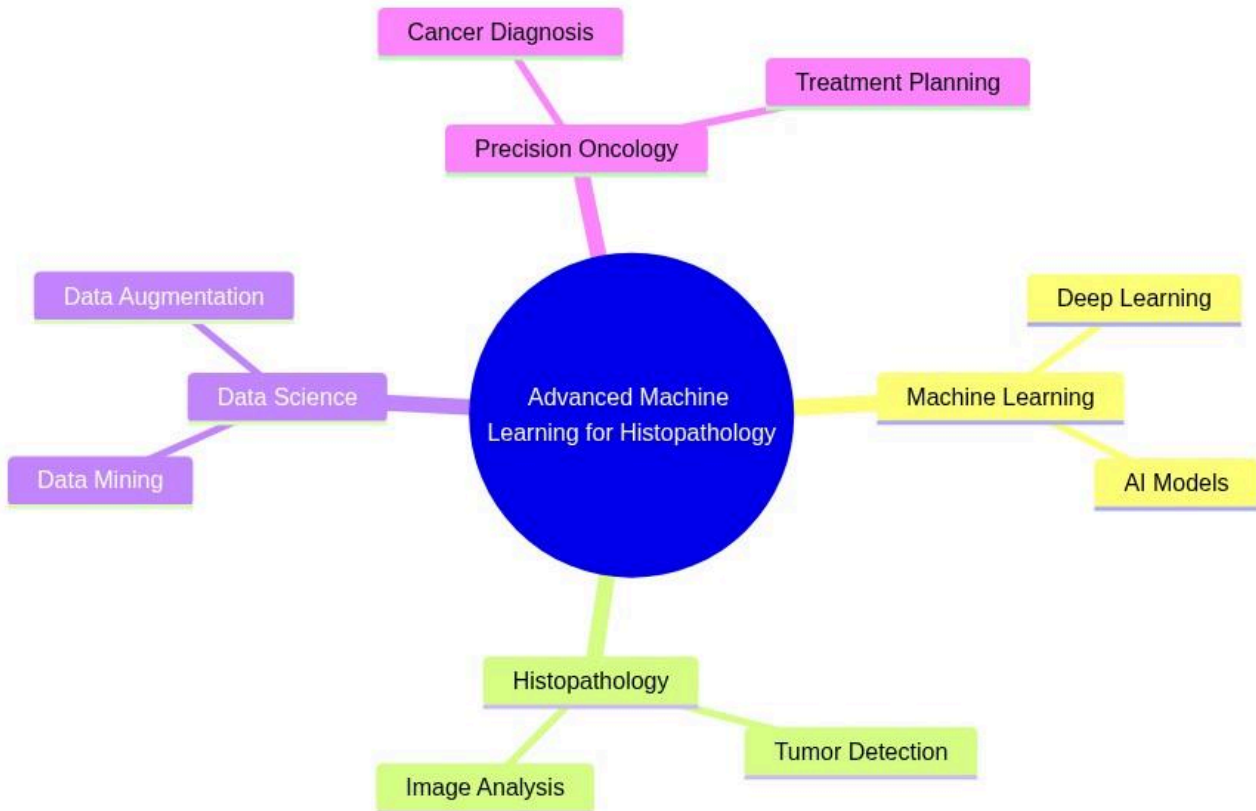 Cancer Diagnosis
Treatment Planning
Precision Oncology
Data Augmentation
Deep Learning
Data Science
Advanced Machine
Learning for Histopathology
Machine Learning
Data Mining
AI Models
Histopathology
Tumor Detection
Image Analysis